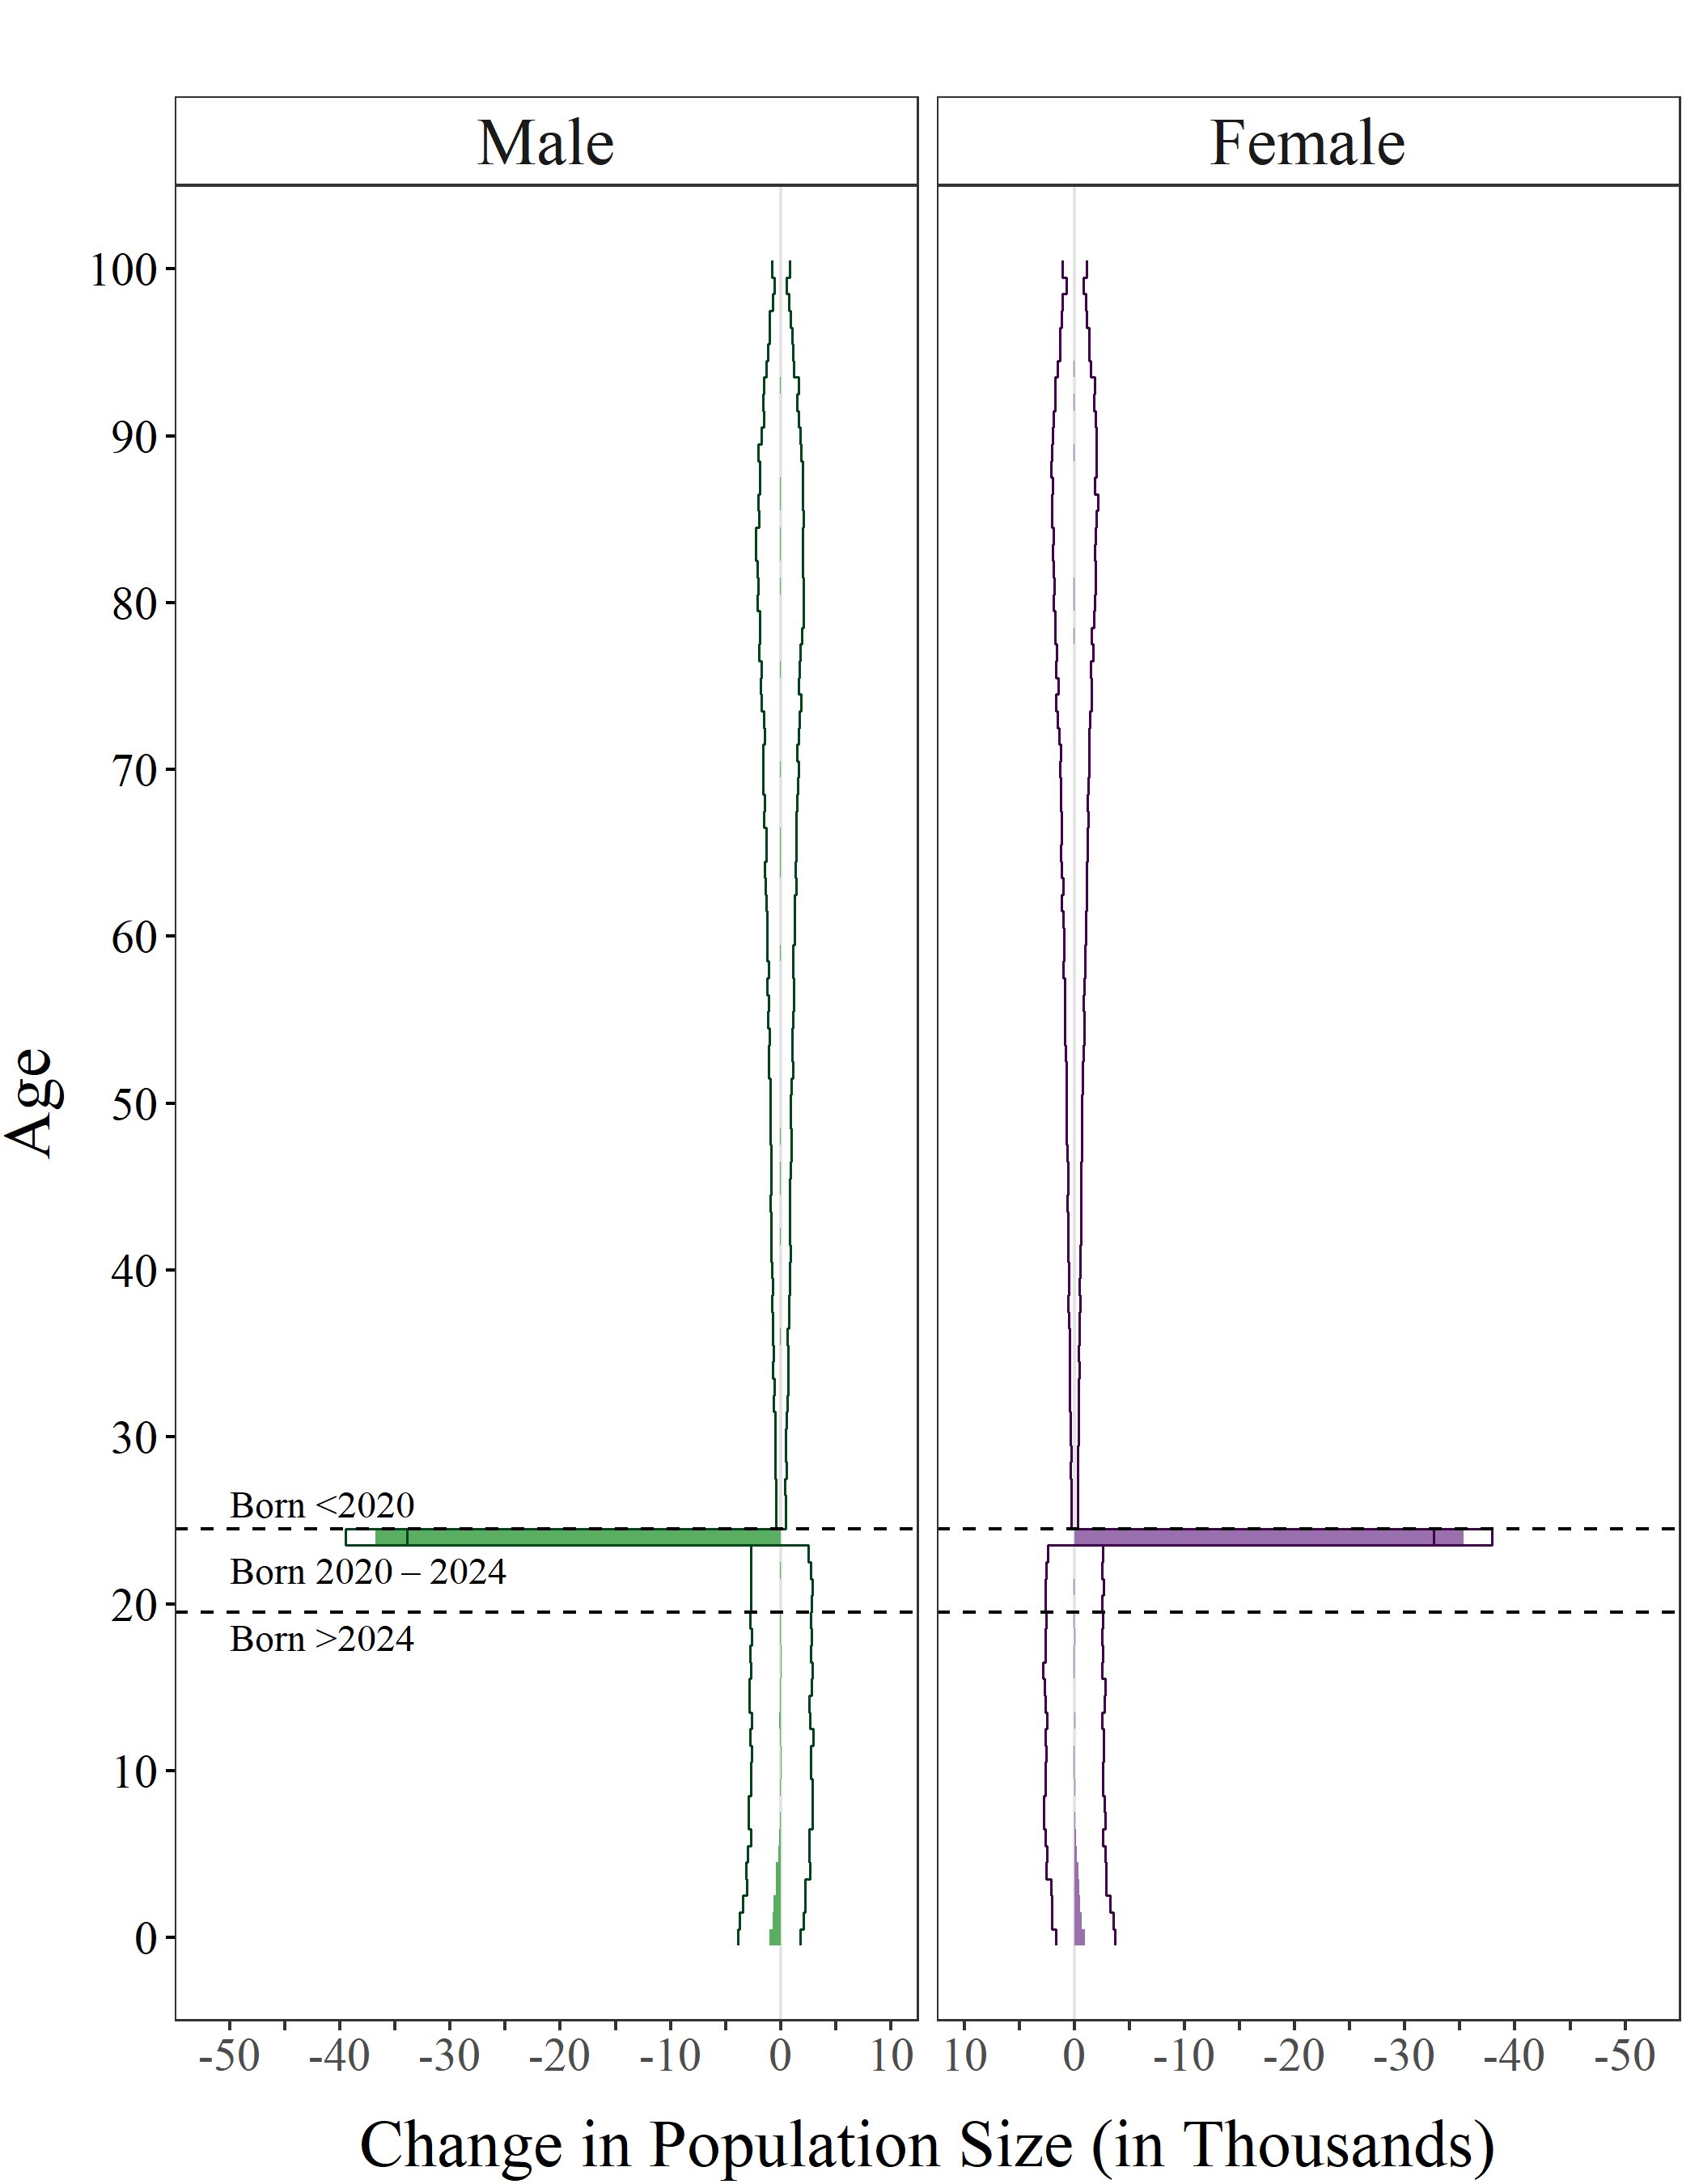 Male Female
100
90
80
70
60
50
40
30
20
10
0
Age
Born <2020
Born 2020 – 2024
Born >2024
-50 -40 -30 -20 -10 0 10 10 0 -10 -20 -30 -40 -50
Change in Population Size (in Thousands)